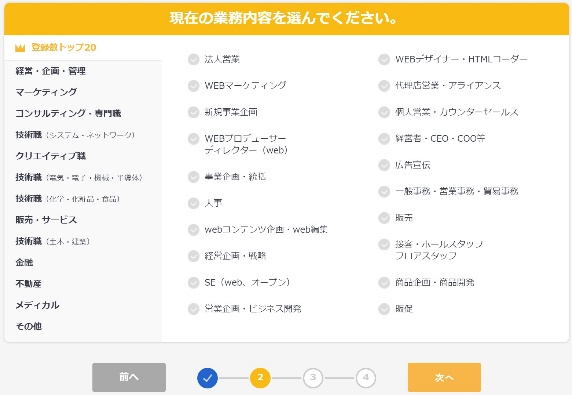 現在の業務内容を選んでください。
登録数トップ20
経営・企画・管理
マーケティング
コンサルティング・専門職
技術職（システム・ネットワーク）
クリエイティブ職
技術職（電気・電子・機械・半導体）
技術職（化学・化粧品・食品）
販売・サービス
技術職（土木・建築）
金融
不動産
メディカル
その他
法人営業
WEBマーケティング
新規事業企画
WEBプロデューサー
ディレクター（web）
事業企画・統括
人事
webコンテンツ企画・web編集
経営企画・戦略
SE（web、オープン）
営業企画・ビジネス開発
WEBデザイナー・HTMLコーダー
代理店営業・アライアンス
個人営業・カウンターセールス
経営者・CEO・COO等
広告宣伝
一般事務・営業事務・貿易事務
販売
接客・ホールスタッフ
フロアスタッフ
商品企画・商品開発
販促
前へ
2
3
4
次へ